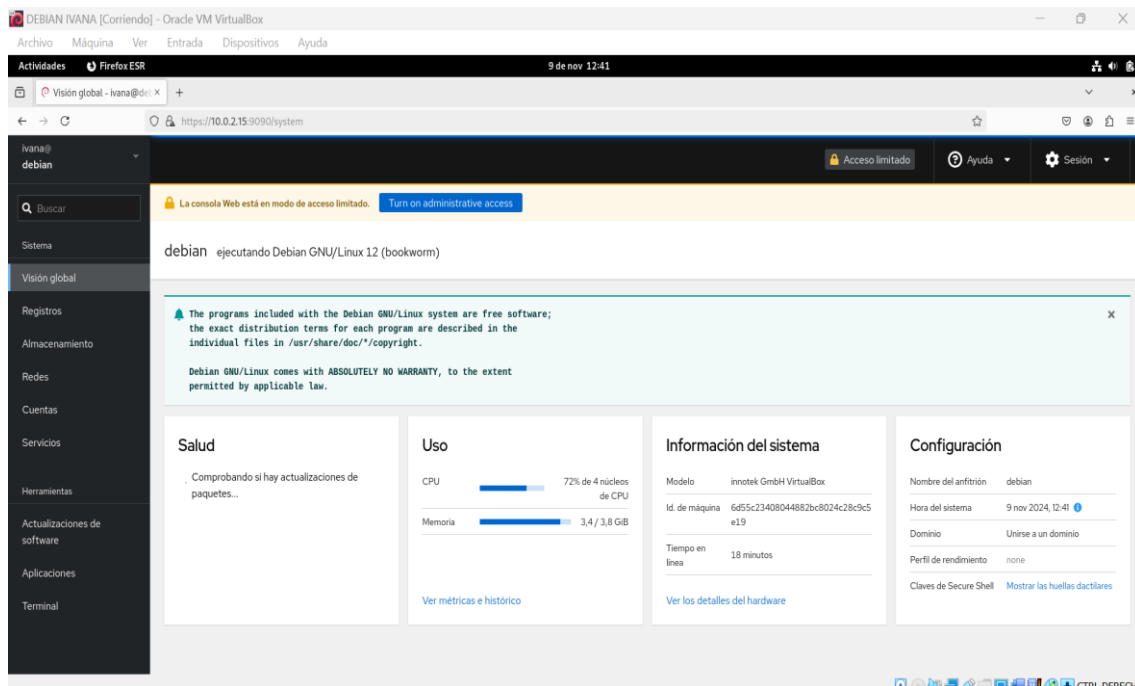 DEBIAN IVANA [Corriendo] - Oracle VM VirtualBox
Archivo Máquina Ver Entrada Dispositivos Ayuda
Actividades Firefox ESR 9 de nov 12:41
Visión global - ivana@de
https://10.0.2.15:9090/system
ivana@
debian
Acceso limitado Ayuda Sesión
Buscar
La consola Web está en modo de acceso limitado. Turn on administrative access
Sistema
debian ejecutando Debian GNU/Linux 12 (bookworm)
Visión global
Registros
Almacenamiento
Redes
Cuentas
Servicios
Herramientas
Actualizaciones de
software
Aplicaciones
Terminal
The programs included with the Debian GNU/Linux system are free software;
the exact distribution terms for each program are described in the
individual files in /usr/share/doc/*/copyright.
Debian GNU/Linux comes with ABSOLUTELY NO WARRANTY, to the extent
permitted by applicable law.
Salud
Comprobando si hay actualizaciones de
paquetes...
Uso
CPU 72% de 4 núcleos
de CPU
Memoria 3,4 / 3,8 GiB
Ver métricas e histórico
Información del sistema
Modelo innotek GmbH VirtualBox
Id. de máquina 6d55c23408044882bc8024c28c9c5
e19
Tiempo en
línea
18 minutos
Ver los detalles del hardware
Configuración
Nombre del anfitrión debian
Hora del sistema 9 nov 2024, 12:41
Dominio Unirse a un dominio
Perfil de rendimiento none
Claves de Secure Shell Mostrar las huellas dactilares
CTRL DERECH